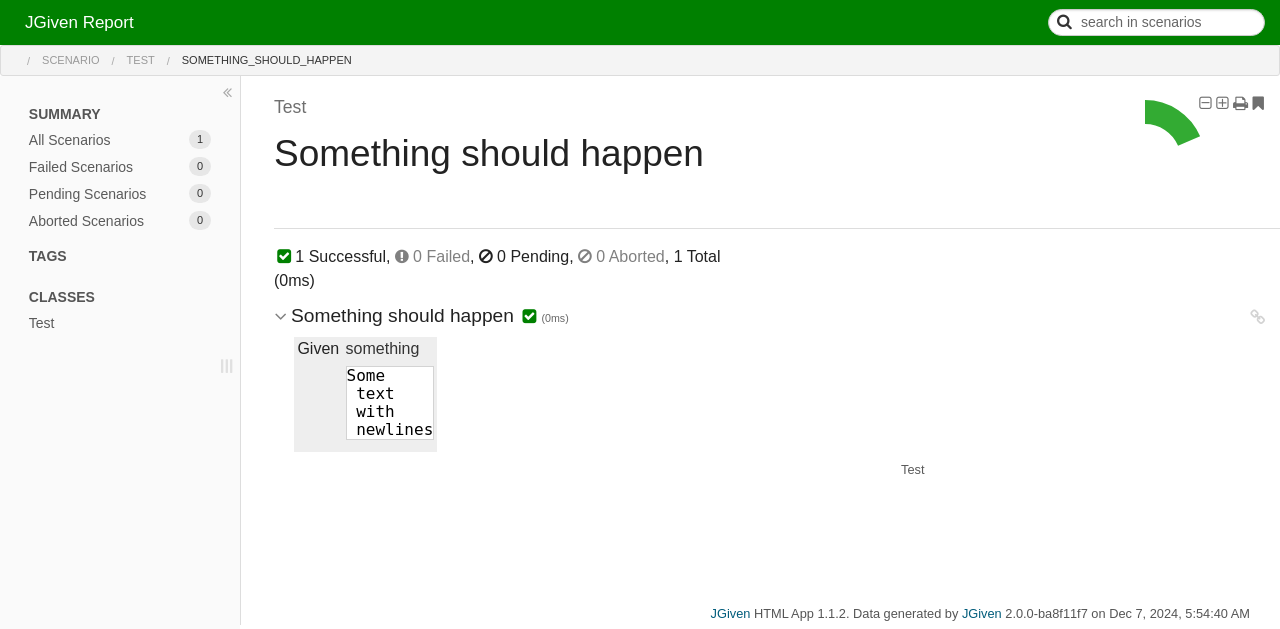 JGiven Report
search in scenarios
/ SCENARIO / TEST / SOMETHING_SHOULD_HAPPEN
SUMMARY
All Scenarios 1
Failed Scenarios 0
Pending Scenarios 0
Aborted Scenarios 0
TAGS
CLASSES
Test
Test
Something should happen
1 Successful, 0 Failed, 0 Pending, 0 Aborted, 1 Total
(0ms)
Something should happen (0ms)
Given something
Some
text
with
newlines
Test
JGiven HTML App 1.1.2. Data generated by JGiven 2.0.0-ba8f11f7 on Dec 7, 2024, 5:54:40 AM